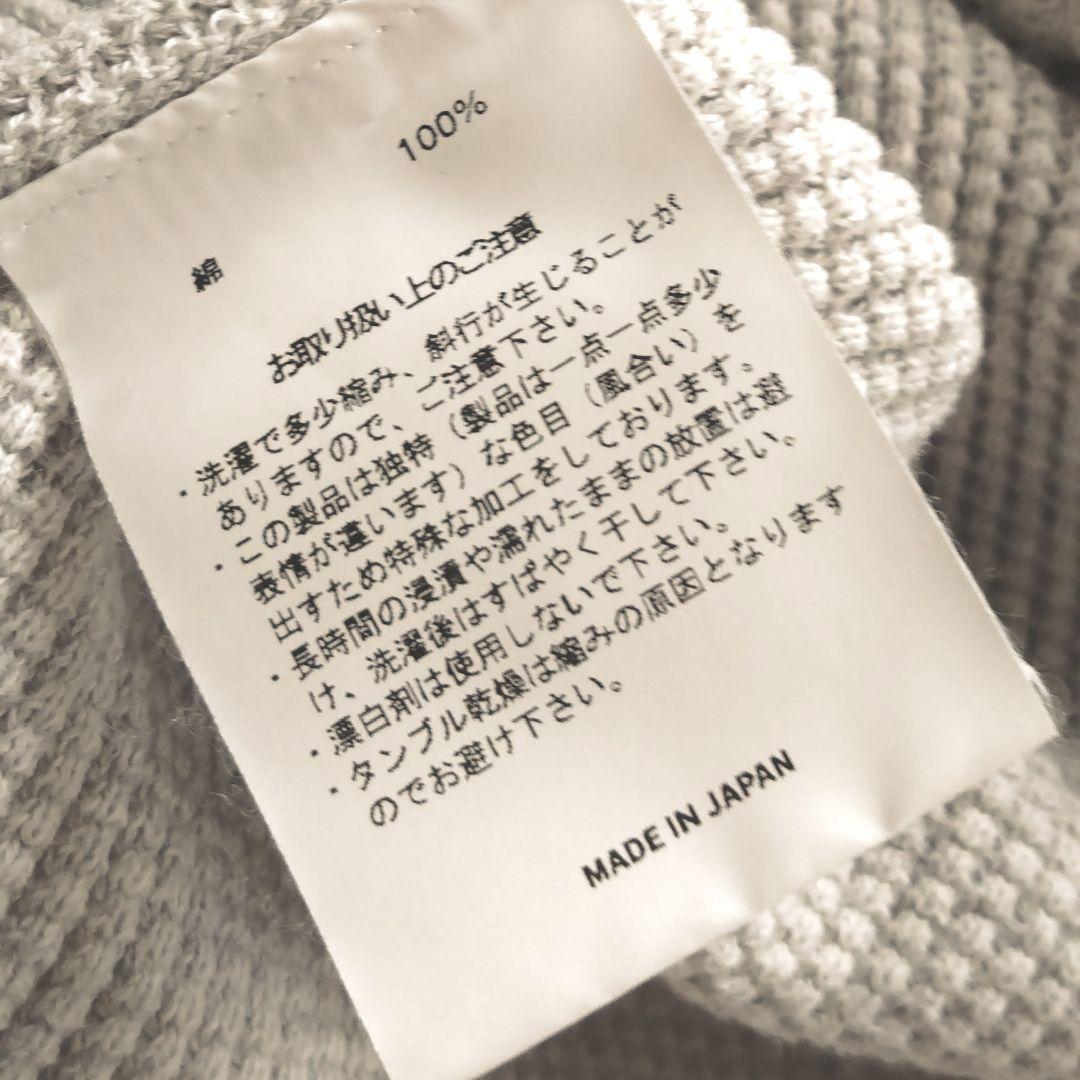 綿 100%
お取り扱い上のご注意
・洗濯で多少縮み、斜行が生じることが
ありますので、ご注意下さい。
・この製品は独特（製品は一点一点多少
表情が違います）な色目（風合い）を
出すため特殊な加工をしております。
・長時間の浸漬や濡れたままの放置は避
け、洗濯後はすばやく干して下さい。
・漂白剤は使用しないで下さい。
・タンブル乾燥は縮みの原因となります
のでお避け下さい。
MADE IN JAPAN